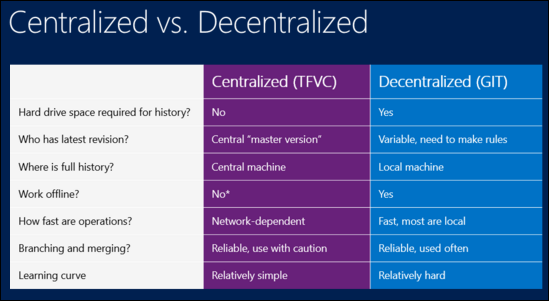 Centralized vs. Decentralized
Centralized (TFVC) Decentralized (GIT)
Hard drive space required for history? No Yes
Who has latest revision? Central “master version” Variable, need to make rules
Where is full history? Central machine Local machine
Work offline? No* Yes
How fast are operations? Network-dependent Fast, most are local
Branching and merging? Reliable, use with caution Reliable, used often
Learning curve Relatively simple Relatively hard